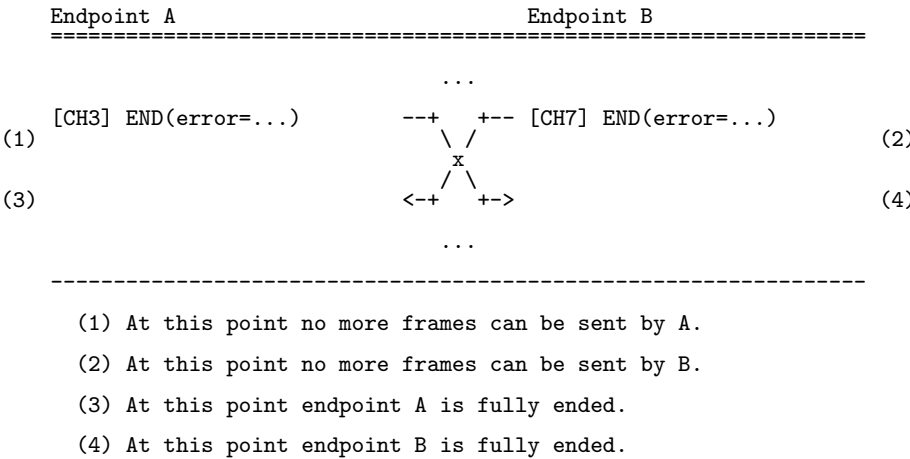 Endpoint A                            Endpoint B
=================================================================
...
[CH3] END(error=...)        --+   +-- [CH7] END(error=...)
(1)                                \ /                                (2)
x
/ \
(3)                             <-+   +->                             (4)
...
-----------------------------------------------------------------
(1) At this point no more frames can be sent by A.
(2) At this point no more frames can be sent by B.
(3) At this point endpoint A is fully ended.
(4) At this point endpoint B is fully ended.